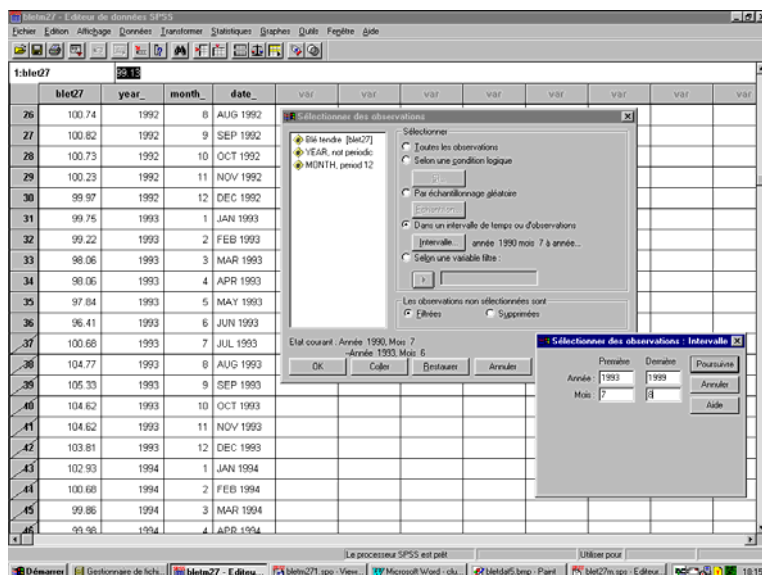 bletm27 - Editeur de données SPSS
Fichier Edition Affichage Données Transformer Statistiques Graphes Outils Fenêtre Aide
1:blet27 99.13
blet27 year_ month_ date_ var var var var var var var
26 100.74 1992 8 AUG 1992
27 100.82 1992 9 SEP 1992
28 100.73 1992 10 OCT 1992
29 100.23 1992 11 NOV 1992
30 99.97 1992 12 DEC 1992
31 99.75 1993 1 JAN 1993
32 99.22 1993 2 FEB 1993
33 98.06 1993 3 MAR 1993
34 98.06 1993 4 APR 1993
35 97.84 1993 5 MAY 1993
36 96.41 1993 6 JUN 1993
37 100.68 1993 7 JUL 1993
38 104.77 1993 8 AUG 1993
39 105.33 1993 9 SEP 1993
40 104.62 1993 10 OCT 1993
41 104.62 1993 11 NOV 1993
42 103.81 1993 12 DEC 1993
43 102.93 1994 1 JAN 1994
44 100.68 1994 2 FEB 1994
45 99.86 1994 3 MAR 1994
46 99.98 1994 4 APR 1994
Sélectionner des observations
Blé tendre [blet27]
YEAR, not periodic
MONTH, period 12
Sélectionner
Toutes les observations
Selon une condition logique
Si...
Par échantillonnage aléatoire
Echantillon...
Dans un intervalle de temps ou d'observations
Intervalle... année 1990 mois 7 à année...
Selon une variable filtre :
Les observations non sélectionnées sont
Filtrées Supprimées
Etat courant : Année 1990, Mois 7
--Année 1993, Mois 6
OK Coller Restaurer Annuler
Sélectionner des observations : Intervalle
Première Dernière Poursuivre
Année : 1993 1999 Annuler
Mois : 7 8 Aide
Le processeur SPSS est prêt Utiliser pour
Démarrer Gestionnaire de fichi... bletm27 - Editeu... bletm271.spo - View... Microsoft Word - clu... bletdat5.bmp - Paint blet27m.sps - Editeur... 18:15